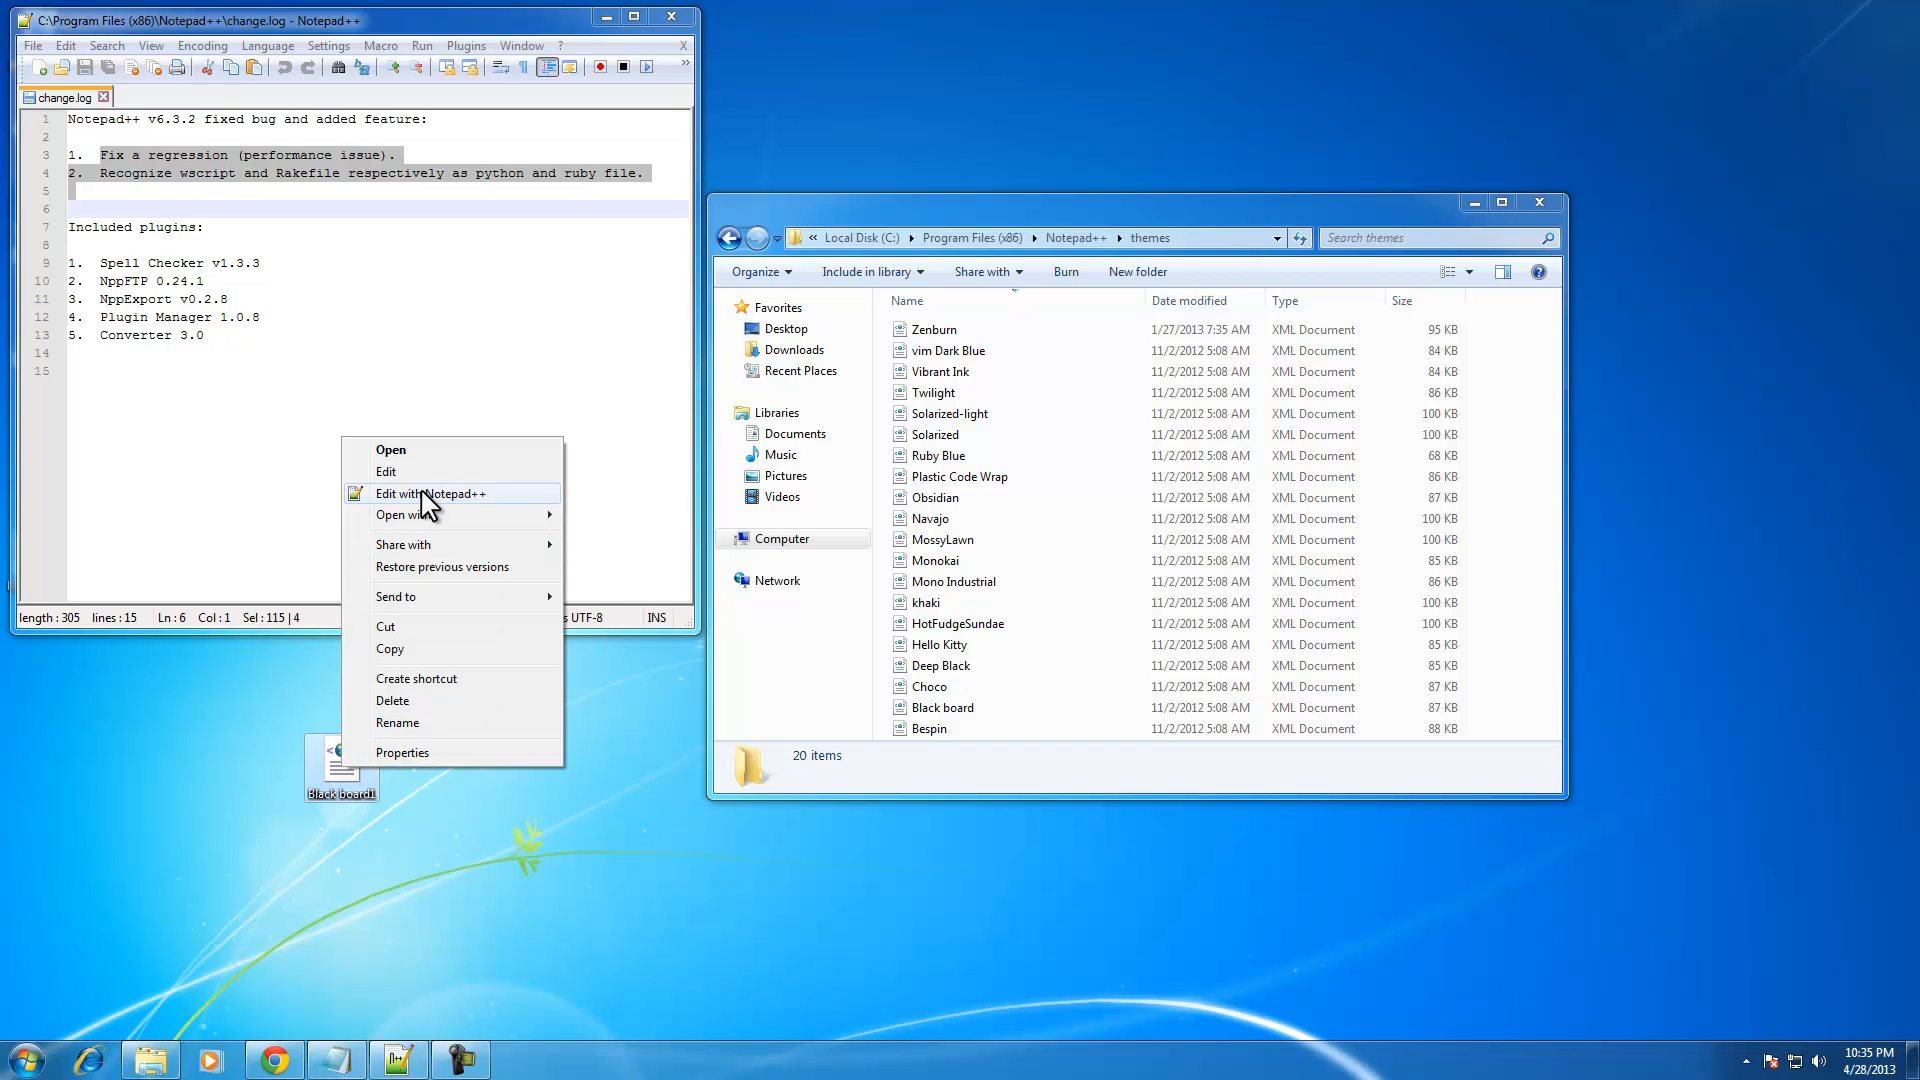 C:\Program Files (x86)\Notepad++\change.log - Notepad++
File Edit Search View Encoding Language Settings Macro Run Plugins Window ? X
change.log
1 Notepad++ v6.3.2 fixed bug and added feature:
2
3 1. Fix a regression (performance issue).
4 2. Recognize wscript and Rakefile respectively as python and ruby file.
5
6
7 Included plugins:
8
9 1. Spell Checker v1.3.3
10 2. NppFTP 0.24.1
11 3. NppExport v0.2.8
12 4. Plugin Manager 1.0.8
13 5. Converter 3.0
14
15
length : 305 lines : 15 Ln : 6 Col : 1 Sel : 115 | 4 UTF-8 INS
Open
Edit
Edit with Notepad++
Open
Share with
Restore previous versions
Send to
Cut
Copy
Create shortcut
Delete
Rename
Properties
Black board1
« Local Disk (C:) Program Files (x86) Notepad++ themes Search themes
Organize Include in library Share with Burn New folder
Favorites
Desktop
Downloads
Recent Places
Libraries
Documents
Music
Pictures
Videos
Computer
Network
Name Date modified Type Size
Zenburn 1/27/2013 7:35 AM XML Document 95 KB
vim Dark Blue 11/2/2012 5:08 AM XML Document 84 KB
Vibrant Ink 11/2/2012 5:08 AM XML Document 84 KB
Twilight 11/2/2012 5:08 AM XML Document 86 KB
Solarized-light 11/2/2012 5:08 AM XML Document 100 KB
Solarized 11/2/2012 5:08 AM XML Document 100 KB
Ruby Blue 11/2/2012 5:08 AM XML Document 68 KB
Plastic Code Wrap 11/2/2012 5:08 AM XML Document 86 KB
Obsidian 11/2/2012 5:08 AM XML Document 87 KB
Navajo 11/2/2012 5:08 AM XML Document 100 KB
MossyLawn 11/2/2012 5:08 AM XML Document 100 KB
Monokai 11/2/2012 5:08 AM XML Document 85 KB
Mono Industrial 11/2/2012 5:08 AM XML Document 86 KB
khaki 11/2/2012 5:08 AM XML Document 100 KB
HotFudgeSundae 11/2/2012 5:08 AM XML Document 100 KB
Hello Kitty 11/2/2012 5:08 AM XML Document 85 KB
Deep Black 11/2/2012 5:08 AM XML Document 85 KB
Choco 11/2/2012 5:08 AM XML Document 87 KB
Black board 11/2/2012 5:08 AM XML Document 87 KB
Bespin 11/2/2012 5:08 AM XML Document 88 KB
20 items
10:35 PM
4/28/2013